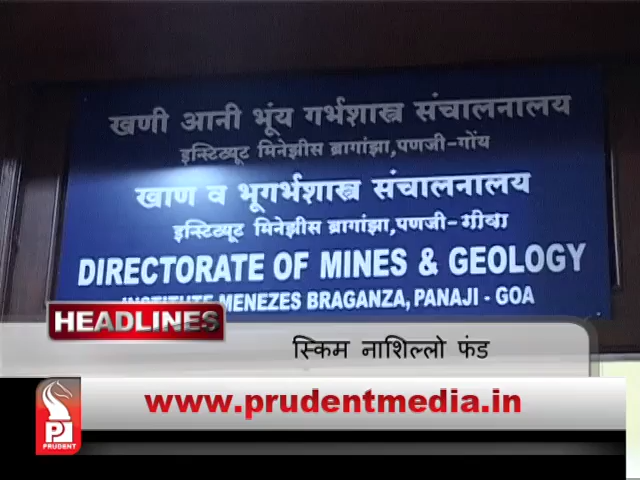 खणी आनी भूंय गर्भशास्त्र संचालनालय
इन्स्टिट्यूट मिनेझीस ब्रागांझा,पणजी-गोंय
खाण व भूगर्भशास्त्र संचालनालय
इन्स्टिट्यूट मिनेझिस ब्रागांझा,पणजी-गोवा
DIRECTORATE OF MINES & GEOLOGY
INSTITUTE MENEZES BRAGANZA, PANAJI - GOA
HEADLINES
स्किम नाशिल्लो फंड
www.prudentmedia.in
P
PRUDENT